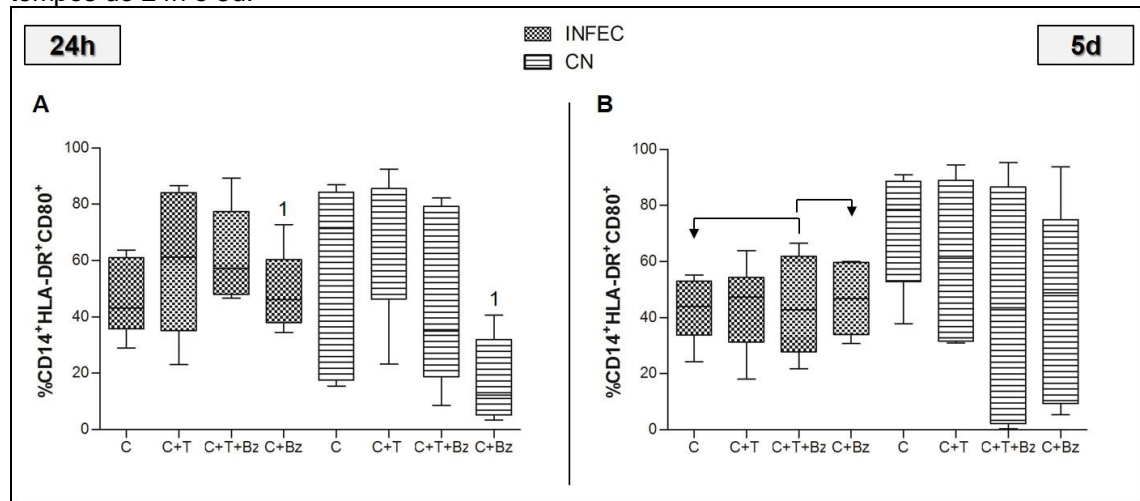 tempos de 24h e 5d.
24h
INFEC
CN
5d
A
%CD14+HLA-DR+CD80+
100
80
60
40
20
0
1
1
C C+T C+T+Bz C+Bz C C+T C+T+Bz C+Bz
B
%CD14+HLA-DR+CD80+
100
80
60
40
20
0
C C+T C+T+Bz C+Bz C C+T C+T+Bz C+Bz